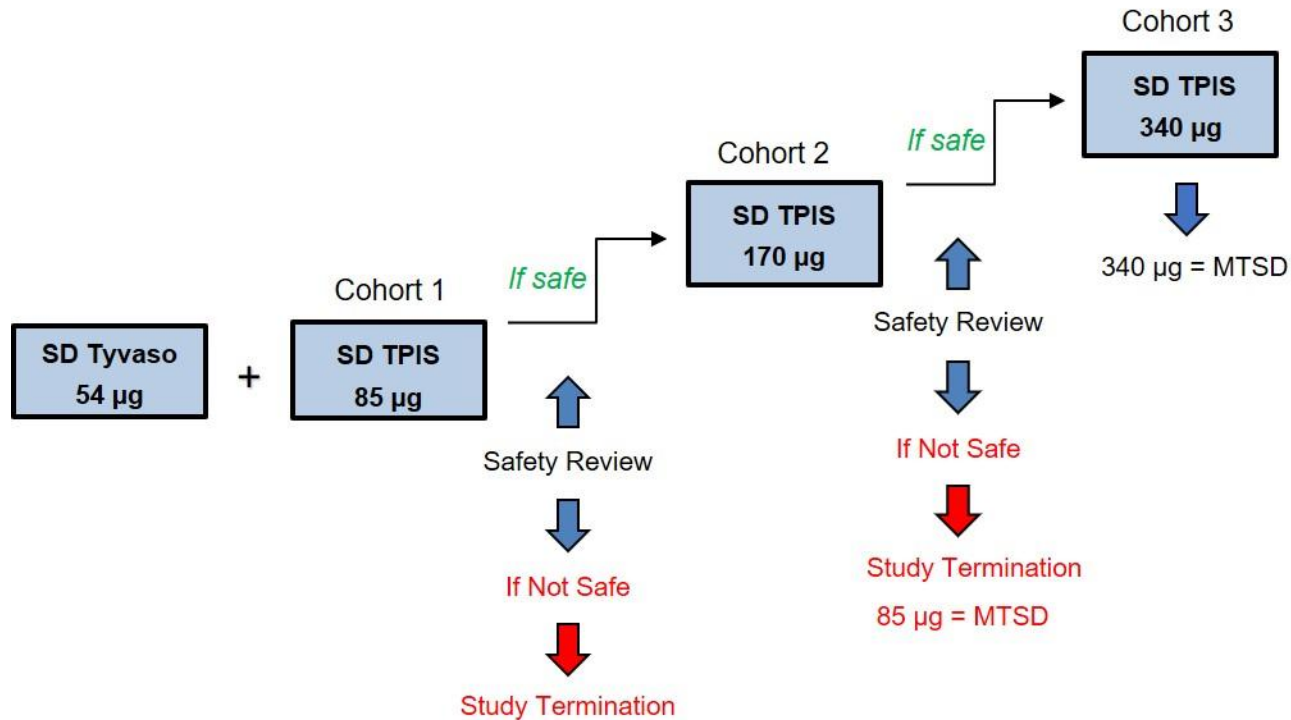 Cohort 3
SD TPIS
340 µg
If safe
Cohort 2
SD TPIS
170 µg
340 µg = MTSD
If safe
Cohort 1
Safety Review
SD Tyvaso
54 µg
+
SD TPIS
85 µg
If Not Safe
Safety Review
Study Termination
85 µg = MTSD
If Not Safe
Study Termination